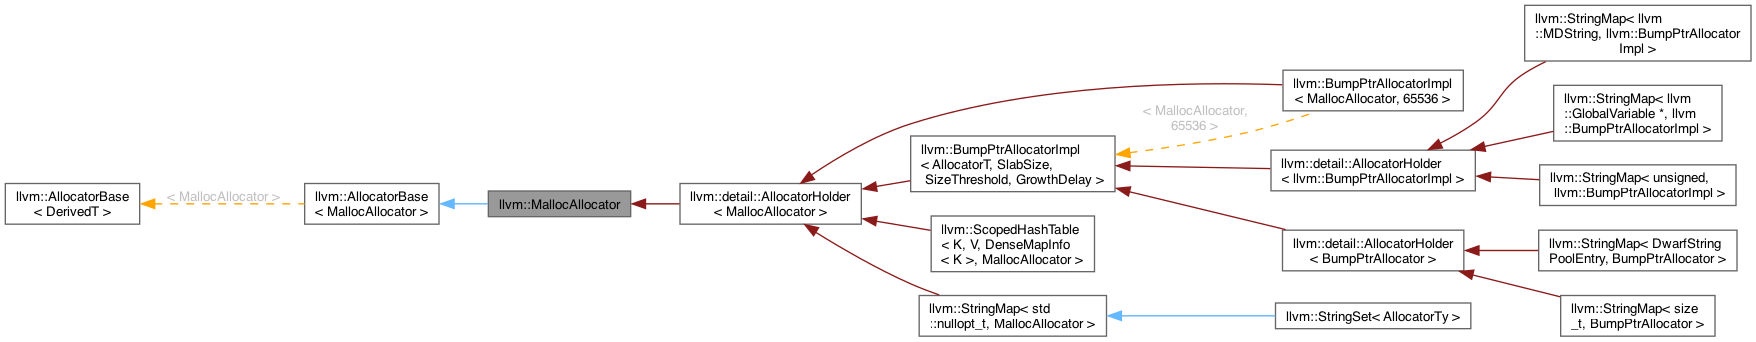 llvm::AllocatorBase
< DerivedT >
< MallocAllocator >
llvm::AllocatorBase
< MallocAllocator >
llvm::MallocAllocator
llvm::detail::AllocatorHolder
< MallocAllocator >
llvm::BumpPtrAllocatorImpl
< MallocAllocator, 65536 >
< MallocAllocator,
65536 >
llvm::BumpPtrAllocatorImpl
< AllocatorT, SlabSize,
SizeThreshold, GrowthDelay >
llvm::ScopedHashTable
< K, V, DenseMapInfo
< K >, MallocAllocator >
llvm::StringMap< std
::nullopt_t, MallocAllocator >
llvm::detail::AllocatorHolder
< llvm::BumpPtrAllocatorImpl >
llvm::detail::AllocatorHolder
< BumpPtrAllocator >
llvm::StringSet< AllocatorTy >
llvm::StringMap< llvm
::MDString, llvm::BumpPtrAllocator
Impl >
llvm::StringMap< llvm
::GlobalVariable *, llvm
::BumpPtrAllocatorImpl >
llvm::StringMap< unsigned,
llvm::BumpPtrAllocatorImpl >
llvm::StringMap< DwarfString
PoolEntry, BumpPtrAllocator >
llvm::StringMap< size
_t, BumpPtrAllocator >